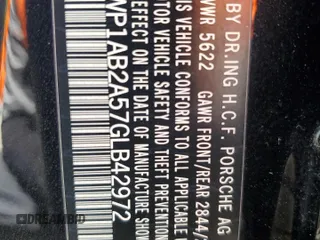 BY DR.ING H.C.F. PORSCHE AG
GVWR 5622 GAWR FRONT/REAR 2844/
THIS VEHICLE CONFORMS TO ALL APPLICABLE
MOTOR VEHICLE SAFETY AND THEFT PREVENTION
IN EFFECT ON THE DATE OF MANUFACTURE
WP1AB2A57GLB42972
DREAMBID